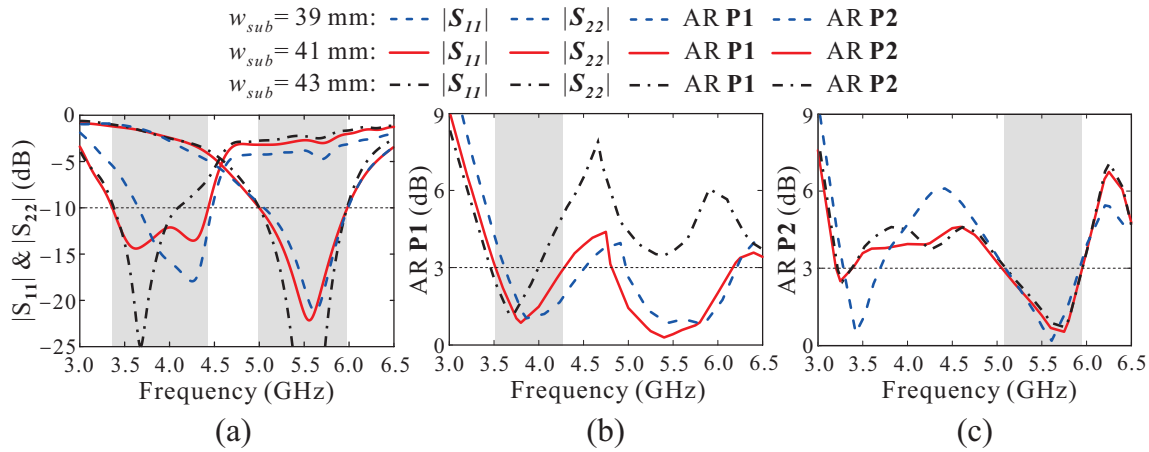 w_sub = 39 mm: |S11| |S22| AR P1 AR P2
w_sub = 41 mm: |S11| |S22| AR P1 AR P2
w_sub = 43 mm: |S11| |S22| AR P1 AR P2
|S11| & |S22| (dB)
0
−5
−10
−15
−20
−25
3.0 3.5 4.0 4.5 5.0 5.5 6.0 6.5
Frequency (GHz)
(a)
AR P1 (dB)
9
6
3
0
3.0 3.5 4.0 4.5 5.0 5.5 6.0 6.5
Frequency (GHz)
(b)
AR P2 (dB)
9
6
3
0
3.0 3.5 4.0 4.5 5.0 5.5 6.0 6.5
Frequency (GHz)
(c)